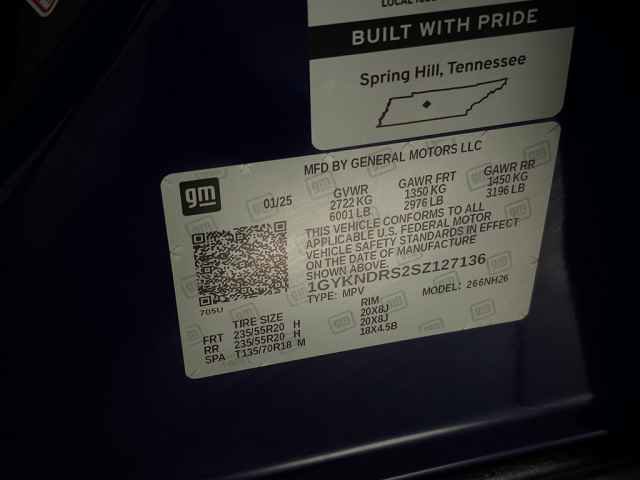 BUILT WITH PRIDE
Spring Hill, Tennessee
MFD BY GENERAL MOTORS LLC
gm
01/25
GVWR GAWR FRT GAWR RR
2722 KG 1350 KG 1450 KG
6001 LB 2976 LB 3196 LB
THIS VEHICLE CONFORMS TO ALL
APPLICABLE U.S. FEDERAL MOTOR
VEHICLE SAFETY STANDARDS IN EFFECT
ON THE DATE OF MANUFACTURE
SHOWN ABOVE.
1GYKNDRS2SZ127136
TYPE: MPV MODEL: 266NH26
705U
TIRE SIZE RIM
FRT 235/55R20 H 20X8J
RR 235/55R20 H 20X8J
SPA T135/70R18 M 18X4.5B